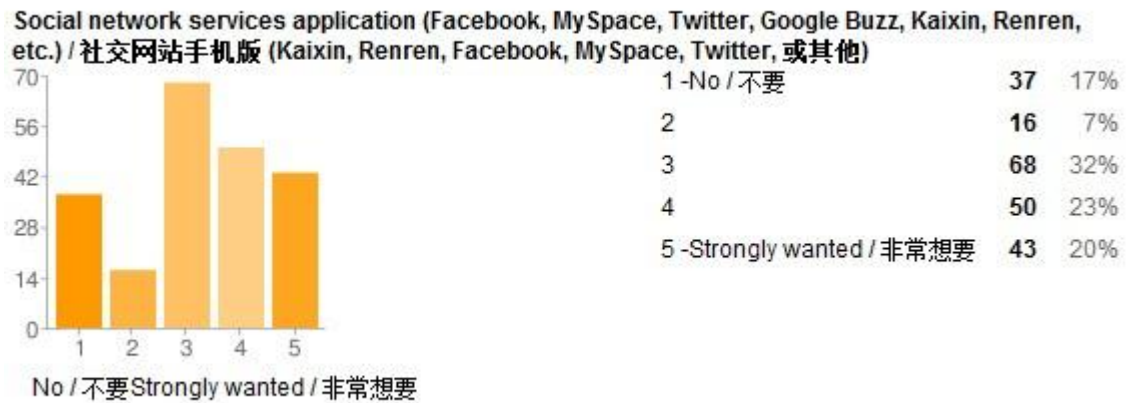 Social network services application (Facebook, MySpace, Twitter, Google Buzz, Kaixin, Renren,
etc.) / 社交网站手机版 (Kaixin, Renren, Facebook, MySpace, Twitter, 或其他)
70
56
42
28
14
0
1 2 3 4 5
No / 不要Strongly wanted / 非常想要
1 -No / 不要 37 17%
2 16 7%
3 68 32%
4 50 23%
5 -Strongly wanted / 非常想要 43 20%